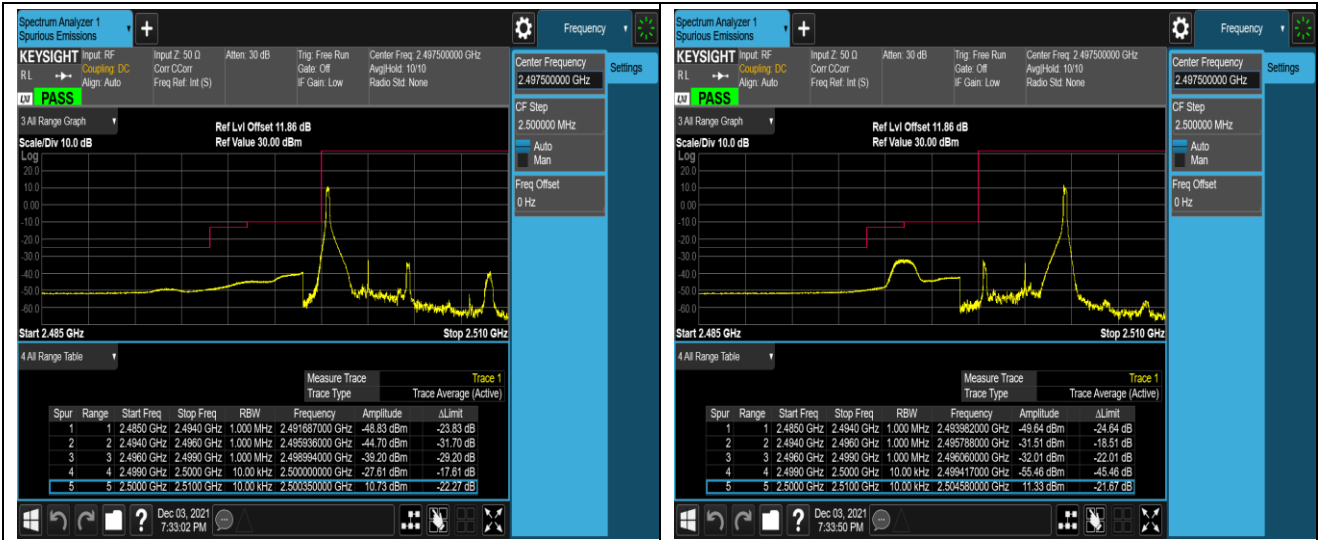 Spectrum Analyzer 1
Spurious Emissions
Frequency
KEYSIGHT Input: RF Input Z: 50 Ω Atten: 30 dB Trig: Free Run Center Freq: 2.497500000 GHz
Coupling: DC Corr CCorr Gate: Off Avg|Hold: 10/10
RL Align: Auto Freq Ref: Int (S) IF Gain: Low Radio Std: None
LXI PASS
Center Frequency
2.497500000 GHz
Settings
CF Step
2.500000 MHz
Auto
Man
Freq Offset
0 Hz
3 All Range Graph
Ref Lvl Offset 11.86 dB
Scale/Div 10.0 dB Ref Value 30.00 dBm
Log
20.0
10.0
0.00
-10.0
-20.0
-30.0
-40.0
-50.0
-60.0
Start 2.485 GHz Stop 2.510 GHz
4 All Range Table
Measure Trace Trace 1
Trace Type Trace Average (Active)
Spur Range Start Freq Stop Freq RBW Frequency Amplitude ΔLimit
1 1 2.4850 GHz 2.4940 GHz 1.000 MHz 2.491687000 GHz -48.83 dBm -23.83 dB
2 2 2.4940 GHz 2.4960 GHz 1.000 MHz 2.495936000 GHz -44.70 dBm -31.70 dB
3 3 2.4960 GHz 2.4990 GHz 1.000 MHz 2.498994000 GHz -39.20 dBm -29.20 dB
4 4 2.4990 GHz 2.5000 GHz 10.00 kHz 2.500000000 GHz -27.61 dBm -17.61 dB
5 5 2.5000 GHz 2.5100 GHz 10.00 kHz 2.500350000 GHz 10.73 dBm -22.27 dB
Dec 03, 2021
7:33:02 PM
Spectrum Analyzer 1
Spurious Emissions
Frequency
KEYSIGHT Input: RF Input Z: 50 Ω Atten: 30 dB Trig: Free Run Center Freq: 2.497500000 GHz
Coupling: DC Corr CCorr Gate: Off Avg|Hold: 10/10
RL Align: Auto Freq Ref: Int (S) IF Gain: Low Radio Std: None
LXI PASS
Center Frequency
2.497500000 GHz
Settings
CF Step
2.500000 MHz
Auto
Man
Freq Offset
0 Hz
3 All Range Graph
Ref Lvl Offset 11.86 dB
Scale/Div 10.0 dB Ref Value 30.00 dBm
Log
20.0
10.0
0.00
-10.0
-20.0
-30.0
-40.0
-50.0
-60.0
Start 2.485 GHz Stop 2.510 GHz
4 All Range Table
Measure Trace Trace 1
Trace Type Trace Average (Active)
Spur Range Start Freq Stop Freq RBW Frequency Amplitude ΔLimit
1 1 2.4850 GHz 2.4940 GHz 1.000 MHz 2.493982000 GHz -49.64 dBm -24.64 dB
2 2 2.4940 GHz 2.4960 GHz 1.000 MHz 2.495788000 GHz -31.51 dBm -18.51 dB
3 3 2.4960 GHz 2.4990 GHz 1.000 MHz 2.496060000 GHz -32.01 dBm -22.01 dB
4 4 2.4990 GHz 2.5000 GHz 10.00 kHz 2.499417000 GHz -55.46 dBm -45.46 dB
5 5 2.5000 GHz 2.5100 GHz 10.00 kHz 2.504580000 GHz 11.33 dBm -21.67 dB
Dec 03, 2021
7:33:50 PM